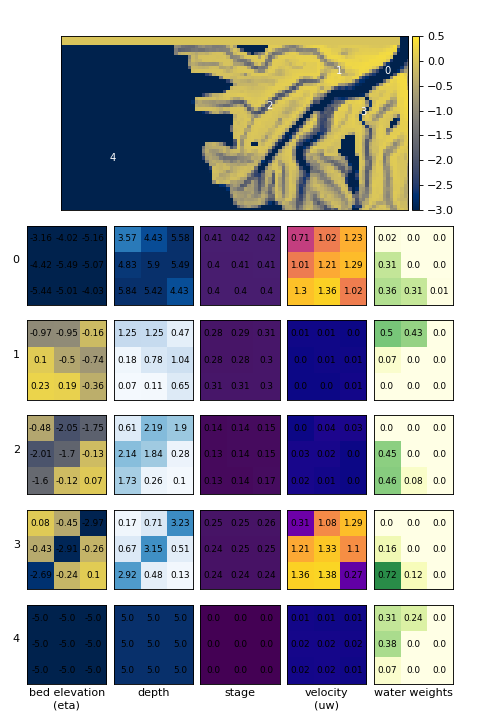 0.5
0.0
−0.5
−1.0
−1.5
−2.0
−2.5
−3.0
1 0
2
4
0
-3.16 -4.02 -5.16 3.57 4.43 5.58 0.41 0.42 0.42 0.71 1.02 1.23 0.02 0.0 0.0
-4.42 -5.49 -5.07 4.83 5.9 5.49 0.4 0.41 0.41 1.01 1.21 1.29 0.31 0.0 0.0
-5.44 -5.01 -4.03 5.84 5.42 4.43 0.4 0.4 0.4 1.3 1.36 1.02 0.36 0.31 0.01
1
-0.97 -0.95 -0.16 1.25 1.25 0.47 0.28 0.29 0.31 0.01 0.01 0.0 0.5 0.43 0.0
0.1 -0.5 -0.74 0.18 0.78 1.04 0.28 0.28 0.3 0.0 0.01 0.01 0.07 0.0 0.0
0.23 0.19 -0.36 0.07 0.11 0.65 0.31 0.31 0.3 0.0 0.0 0.01 0.0 0.0 0.0
2
-0.48 -2.05 -1.75 0.61 2.19 1.9 0.14 0.14 0.15 0.0 0.04 0.03 0.0 0.0 0.0
-2.01 -1.7 -0.13 2.14 1.84 0.28 0.13 0.14 0.15 0.03 0.02 0.0 0.45 0.0 0.0
-1.6 -0.12 0.07 1.73 0.26 0.1 0.13 0.14 0.17 0.02 0.01 0.0 0.46 0.08 0.0
3
0.08 -0.45 -2.97 0.17 0.71 3.23 0.25 0.25 0.26 0.31 1.08 1.29 0.0 0.0 0.0
-0.43 -2.91 -0.26 0.67 3.15 0.51 0.24 0.25 0.25 1.21 1.33 1.1 0.16 0.0 0.0
-2.69 -0.24 0.1 2.92 0.48 0.13 0.24 0.24 0.24 1.36 1.38 0.27 0.72 0.12 0.0
4
-5.0 -5.0 -5.0 5.0 5.0 5.0 0.0 0.0 0.0 0.01 0.01 0.01 0.31 0.24 0.0
-5.0 -5.0 -5.0 5.0 5.0 5.0 0.0 0.0 0.0 0.02 0.02 0.02 0.38 0.0 0.0
-5.0 -5.0 -5.0 5.0 5.0 5.0 0.0 0.0 0.0 0.02 0.02 0.01 0.07 0.0 0.0
bed elevation depth stage velocity water weights
(eta) (uw)